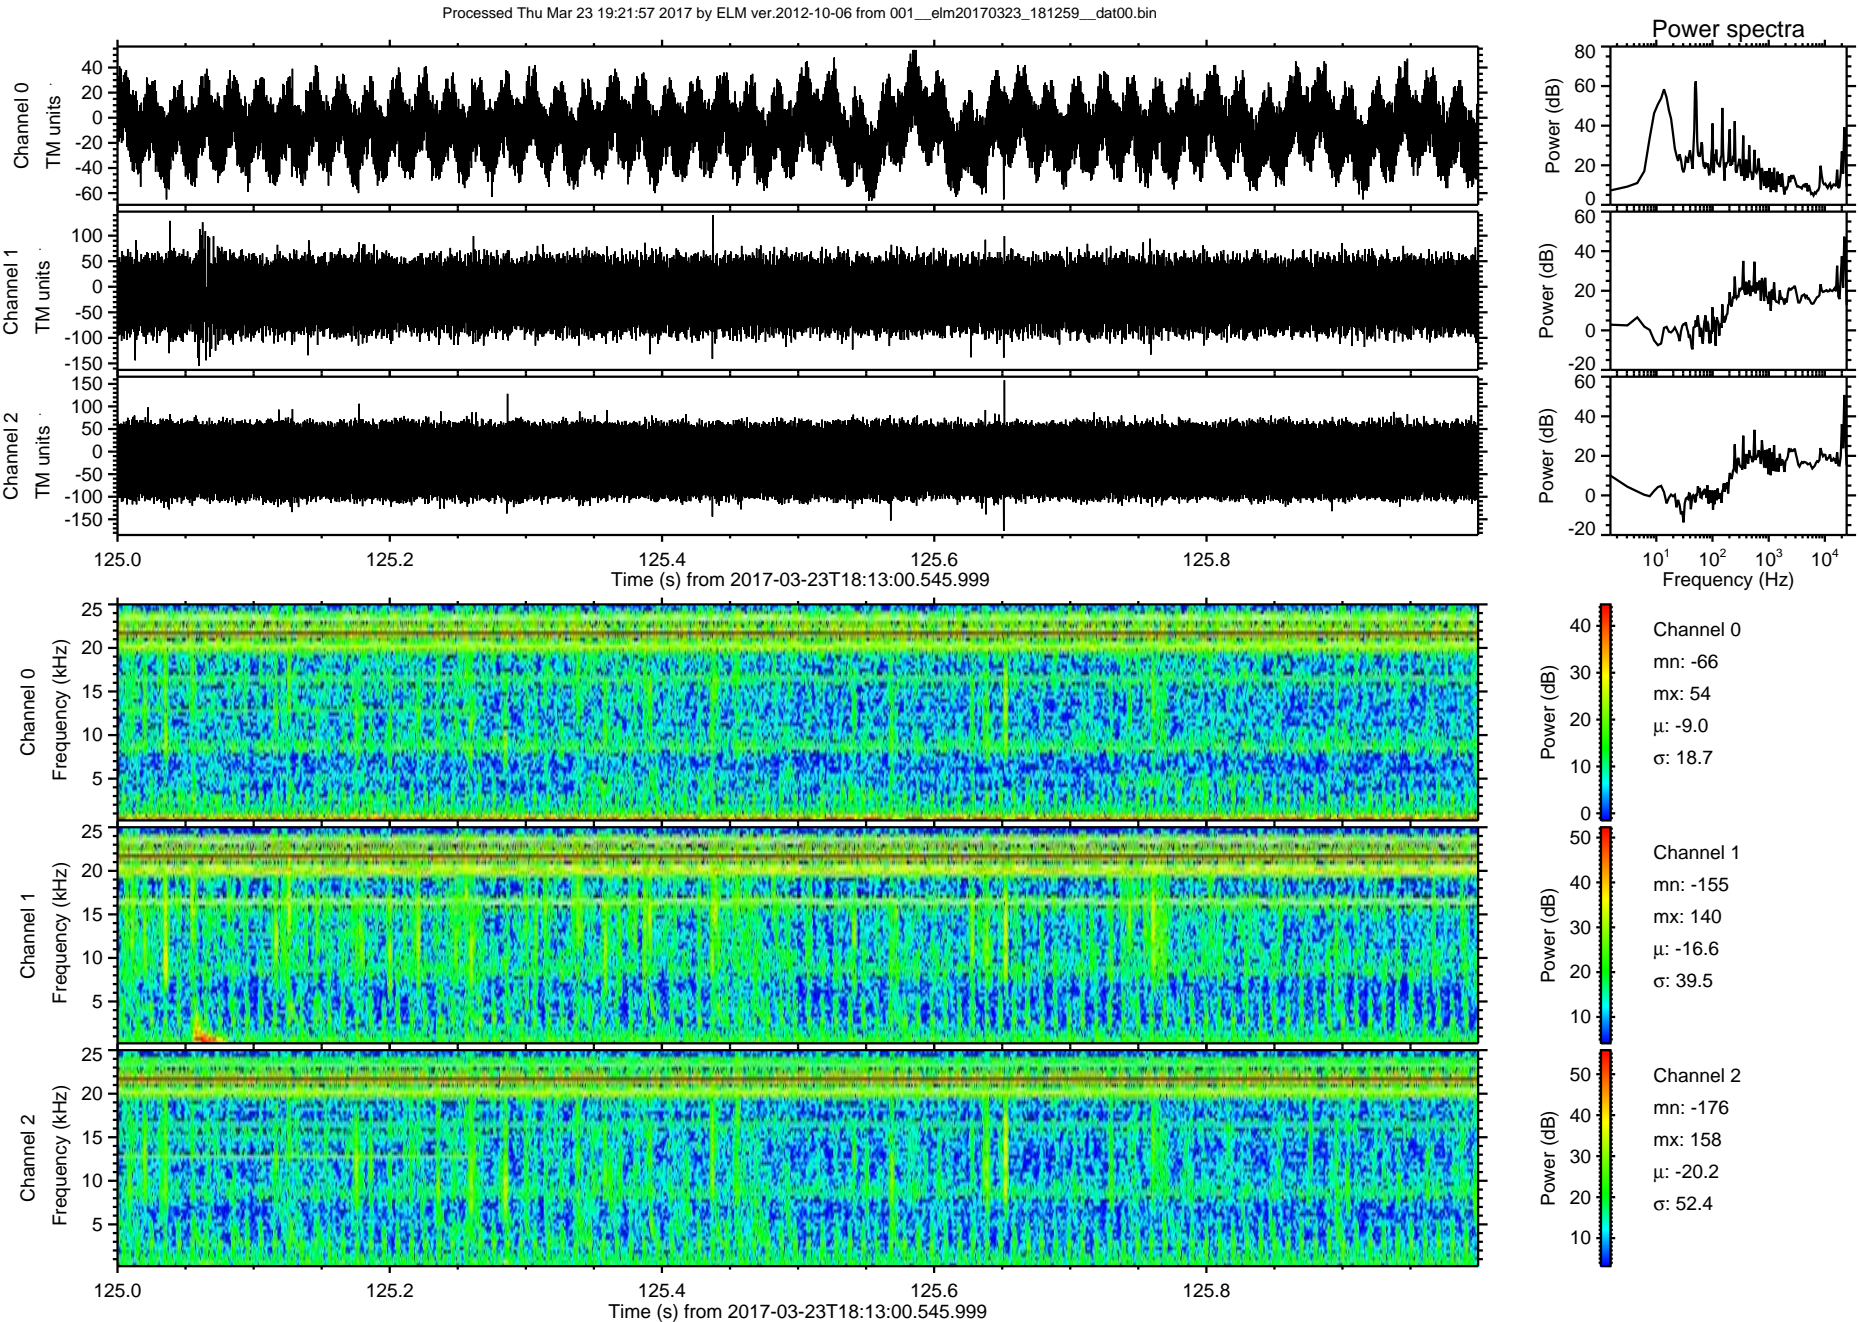 Processed Thu Mar 23 19:21:57 2017 by ELM ver.2012-10-06 from 001__elm20170323_181259__dat00.bin
Power spectra
Channel 0
TM units
40
20
0
-20
-40
-60
Power (dB)
80
60
40
20
0
Channel 1
TM units
100
50
0
-50
-100
-150
Power (dB)
60
40
20
0
-20
Channel 2
TM units
150
100
50
0
-50
-100
-150
Power (dB)
60
40
20
0
-20
125.0 125.2 125.4 125.6 125.8
Time (s) from 2017-03-23T18:13:00.545.999
10¹ 10² 10³ 10⁴
Frequency (Hz)
Channel 0
Frequency (kHz)
25
20
15
10
5
Power (dB)
40
30
20
10
0
Channel 0
mn: -66
mx: 54
μ: -9.0
σ: 18.7
Channel 1
Frequency (kHz)
25
20
15
10
5
Power (dB)
50
40
30
20
10
Channel 1
mn: -155
mx: 140
μ: -16.6
σ: 39.5
Channel 2
Frequency (kHz)
25
20
15
10
5
Power (dB)
50
40
30
20
10
Channel 2
mn: -176
mx: 158
μ: -20.2
σ: 52.4
125.0 125.2 125.4 125.6 125.8
Time (s) from 2017-03-23T18:13:00.545.999